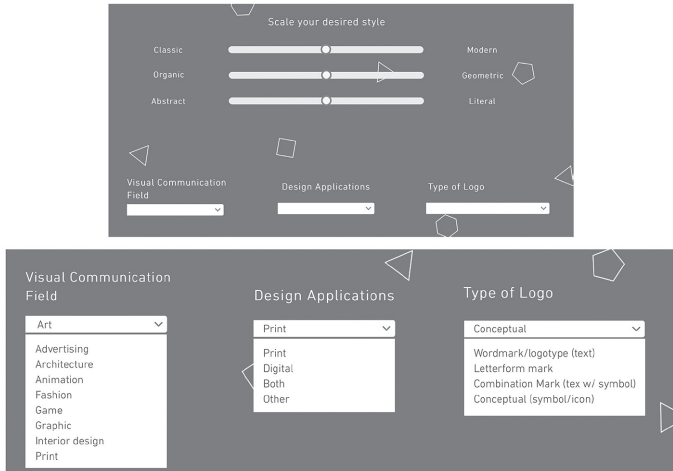 Scale your desired style
Classic Modern
Organic Geometric
Abstract Literal
Visual Communication
Field
Design Applications
Type of Logo
Visual Communication
Field
Art
Advertising
Architecture
Animation
Fashion
Game
Graphic
Interior design
Print
Design Applications
Print
Print
Digital
Both
Other
Type of Logo
Conceptual
Wordmark/logotype (text)
Letterform mark
Combination Mark (tex w/ symbol)
Conceptual (symbol/icon)